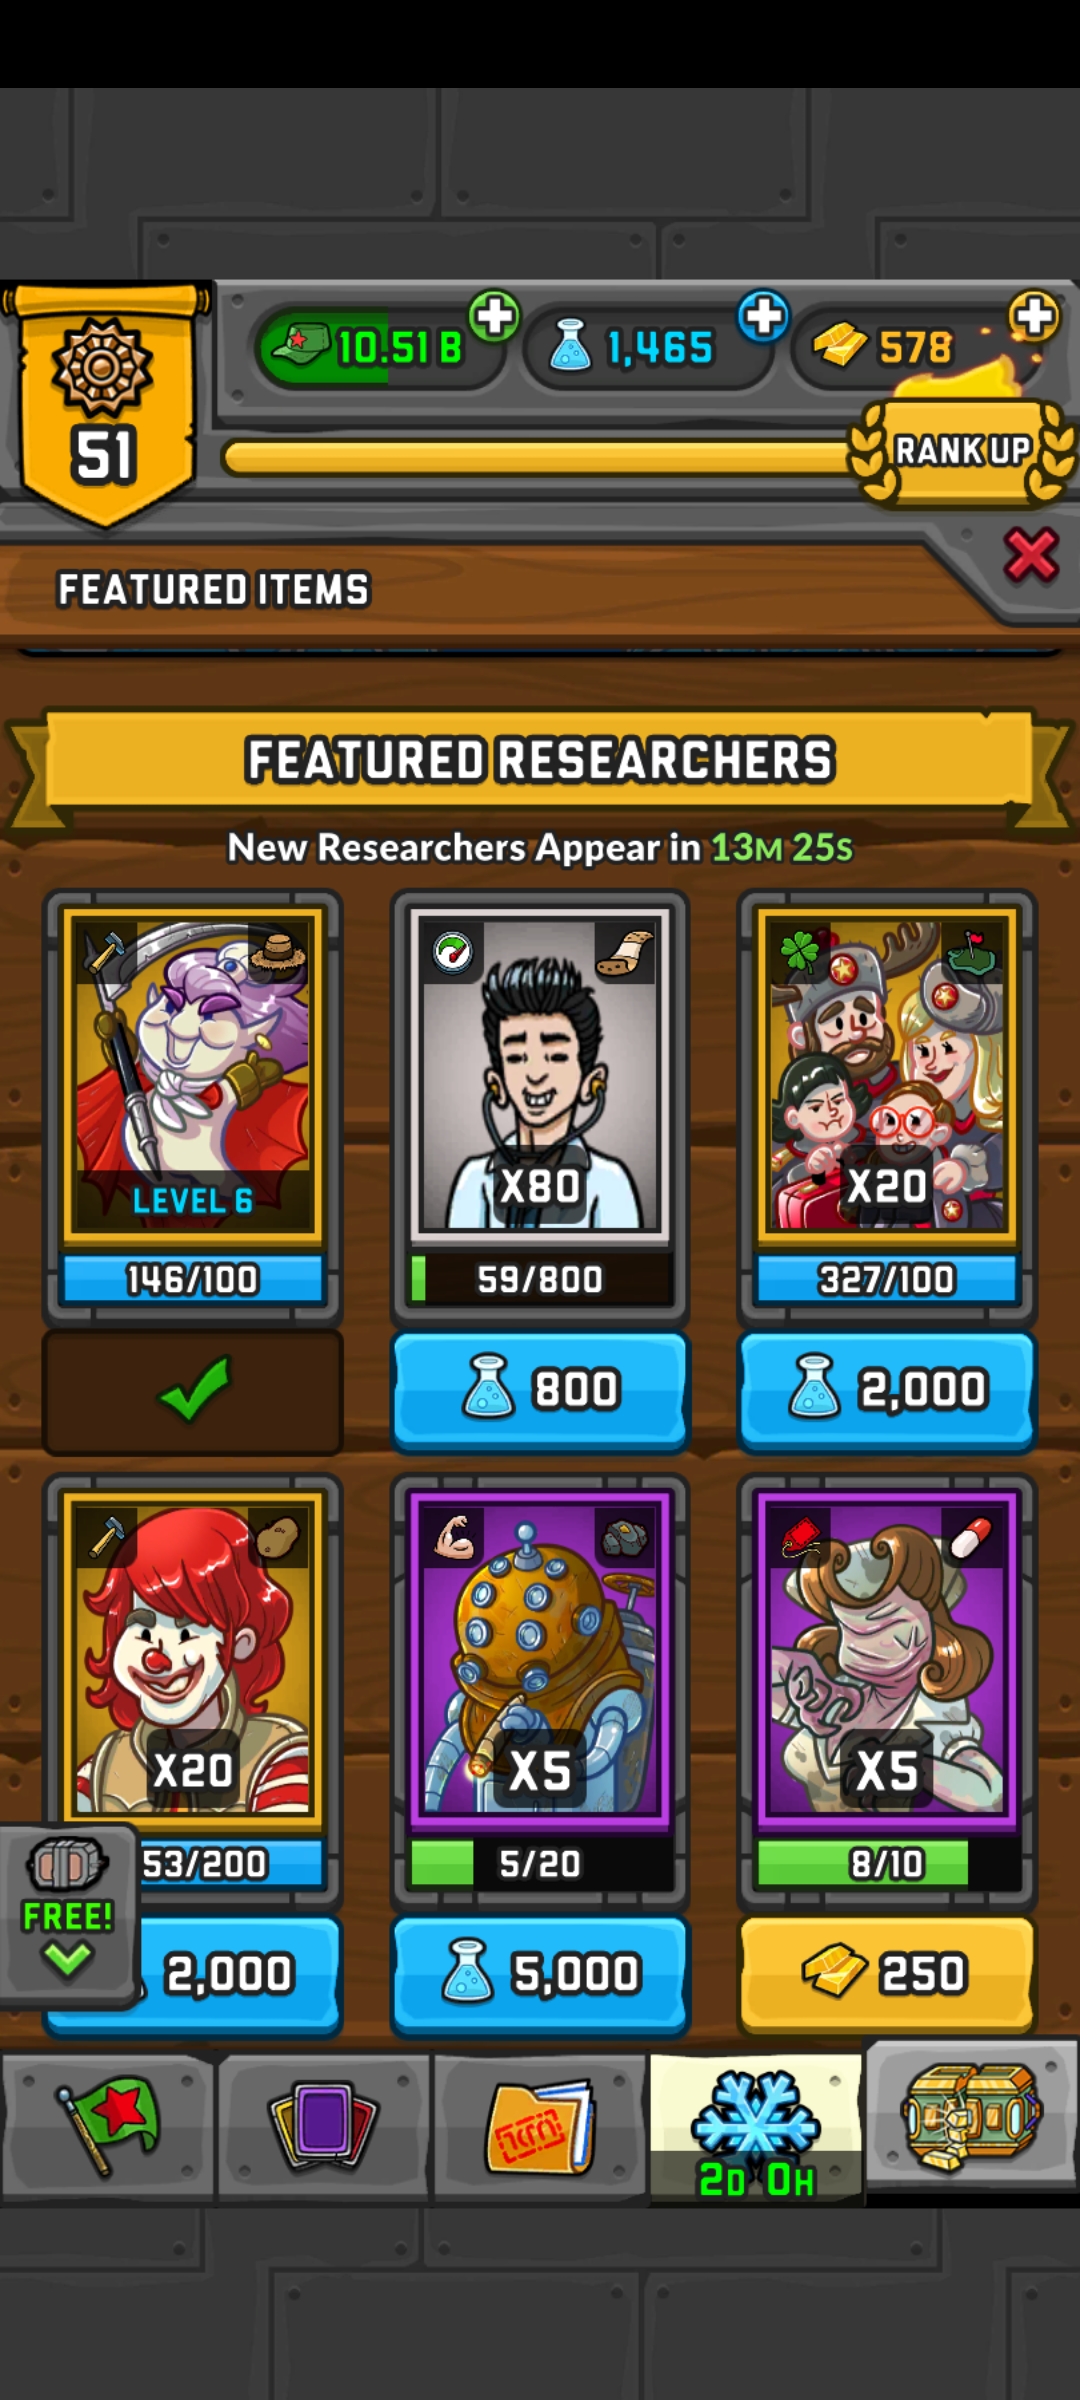 10.51 B
1,465
578
51
RANK UP
FEATURED ITEMS
FEATURED RESEARCHERS
New Researchers Appear in 13M 25S
LEVEL 6
X80
X20
146/100
59/800
327/100
800
2,000
X20
X5
X5
53/200
5/20
8/10
FREE!
2,000
5,000
250
2D 0H